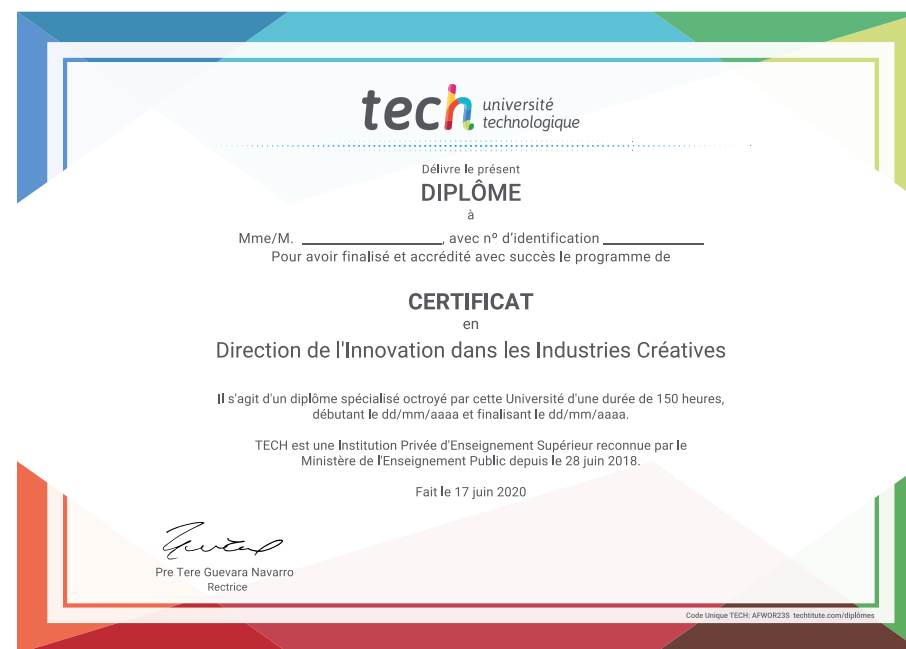 tech université
technologique
Délivre le présent
DIPLÔME
à
Mme/M. ____________________, avec nº d'identification ______________
Pour avoir finalisé et accrédité avec succès le programme de
CERTIFICAT
en
Direction de l'Innovation dans les Industries Créatives
Il s'agit d'un diplôme spécialisé octroyé par cette Université d'une durée de 150 heures,
débutant le dd/mm/aaaa et finalisant le dd/mm/aaaa.
TECH est une Institution Privée d'Enseignement Supérieur reconnue par le
Ministère de l'Enseignement Public depuis le 28 juin 2018.
Fait le 17 juin 2020
Pre Tere Guevara Navarro
Rectrice
Code Unique TECH: AFWOR23S techtitute.com/diplômes